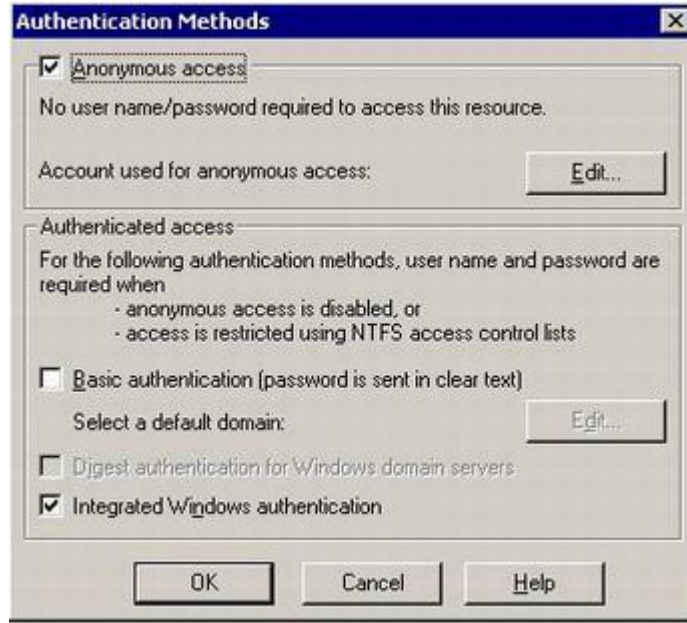 Authentication Methods
Anonymous access
No user name/password required to access this resource.
Account used for anonymous access:
Edit...
Authenticated access
For the following authentication methods, user name and password are
required when
- anonymous access is disabled, or
- access is restricted using NTFS access control lists
Basic authentication (password is sent in clear text)
Select a default domain:
Edit...
Digest authentication for Windows domain servers
Integrated Windows authentication
OK
Cancel
Help